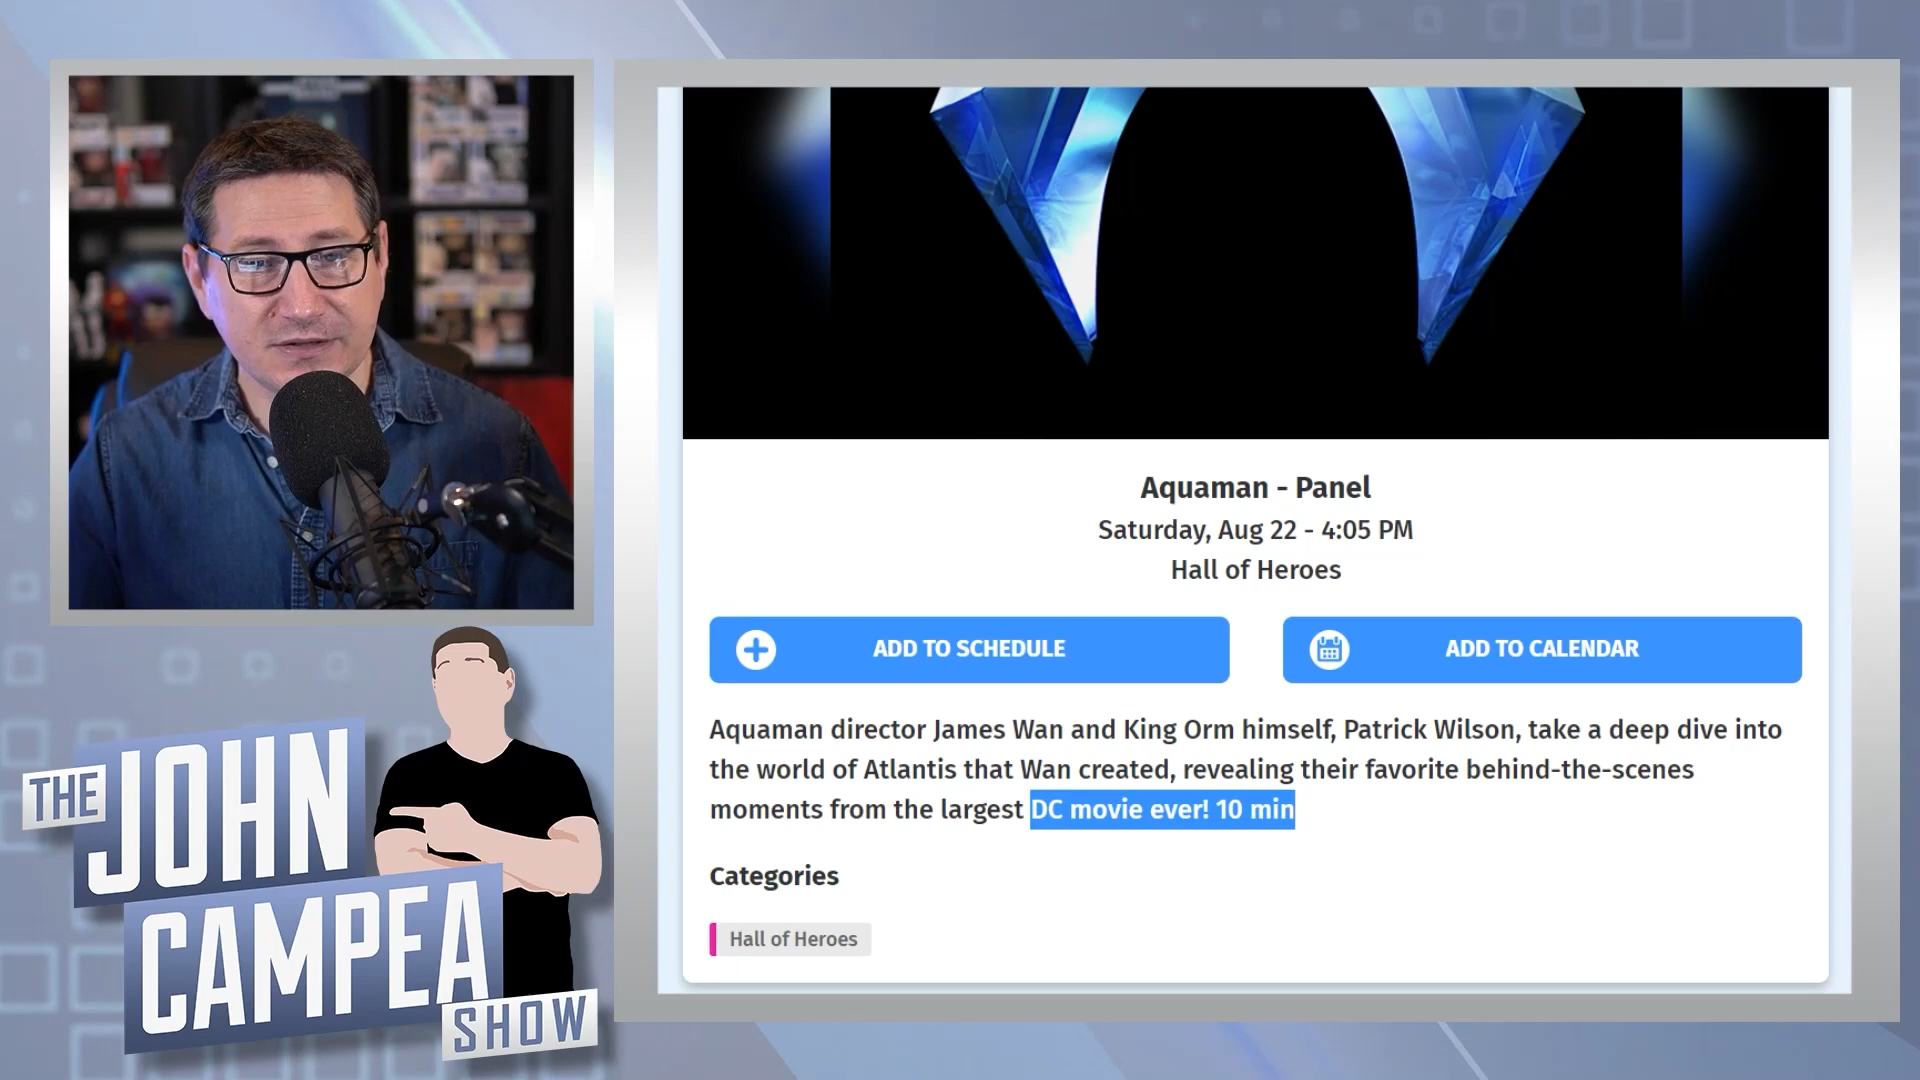 Aquaman - Panel
Saturday, Aug 22 - 4:05 PM
Hall of Heroes
ADD TO SCHEDULE
ADD TO CALENDAR
Aquaman director James Wan and King Orm himself, Patrick Wilson, take a deep dive into
the world of Atlantis that Wan created, revealing their favorite behind-the-scenes
moments from the largest DC movie ever! 10 min
Categories
Hall of Heroes
THE
JOHN
CAMPEA
SHOW